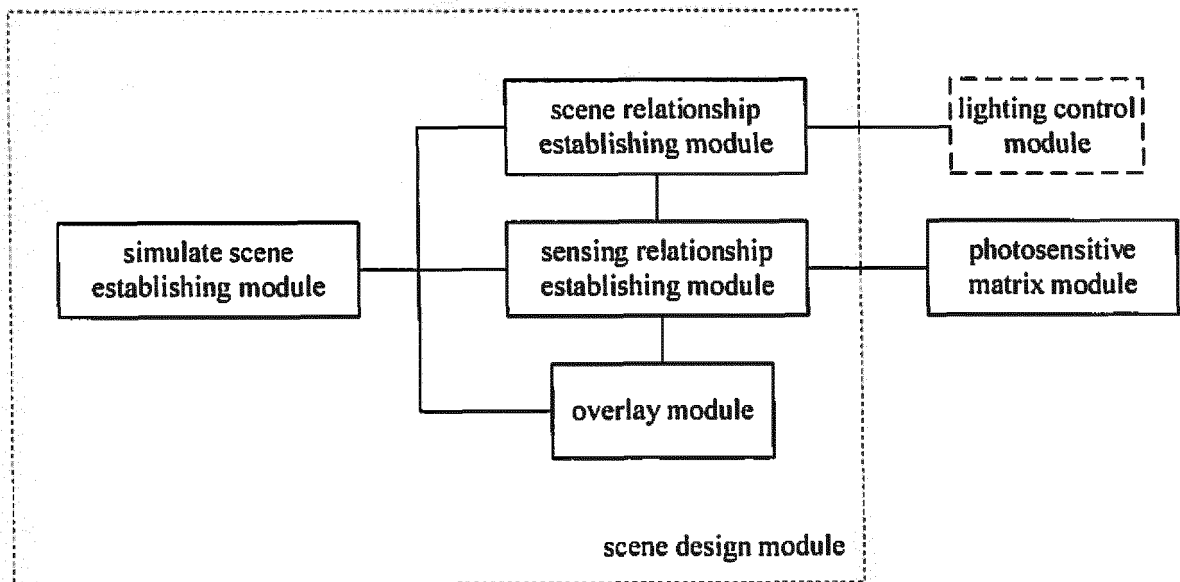 scene relationship
establishing module
lighting control
module
simulate scene
establishing module
sensing relationship
establishing module
photosensitive
matrix module
overlay module
scene design module